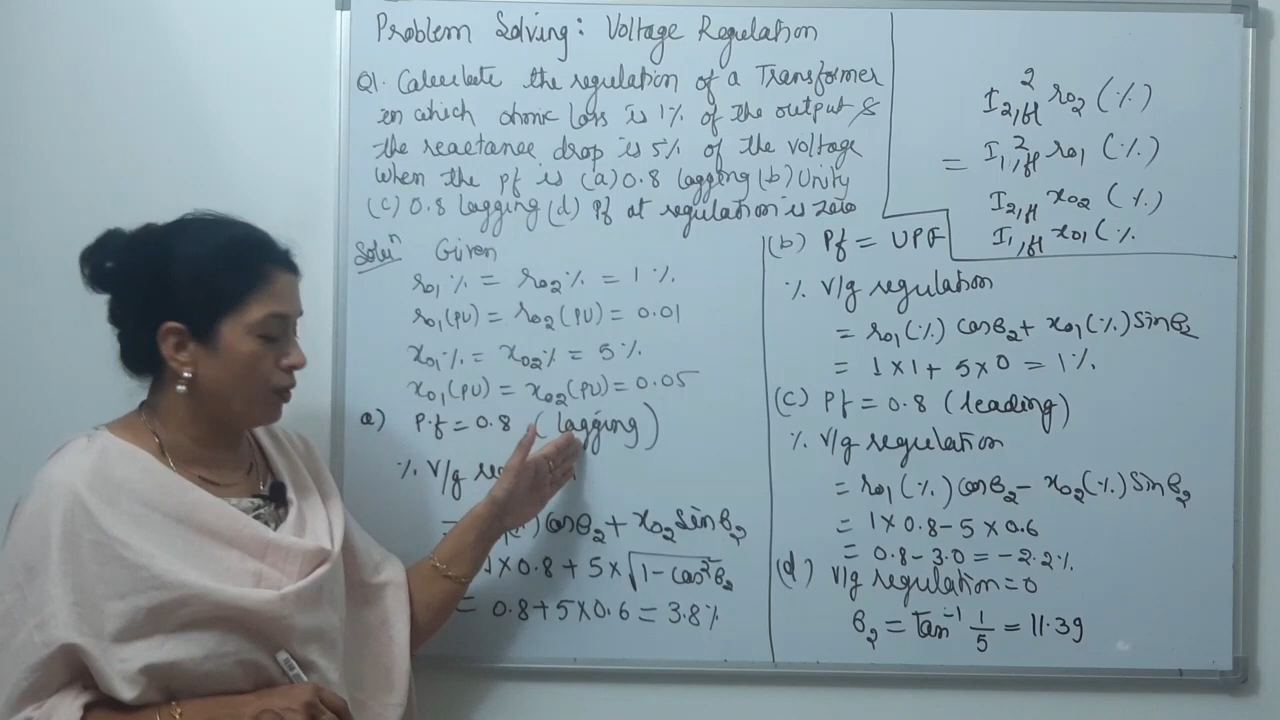 Problem Solving: Voltage Regulation
Q1. Calculate the regulation of a Transformer
in which ohmic loss is 1% of the output &
the reactance drop is 5% of the voltage
when the pf is (a) 0.8 lagging (b) Unity
(c) 0.8 lagging (d) Pf at regulation is zero
Soluⁿ Given
r₀₁% = r₀₂% = 1%.
r₀₁(PU) = r₀₂(PU) = 0.01
x₀₁% = x₀₂% = 5%.
x₀₁(PU) = x₀₂(PU) = 0.05
a) P.f = 0.8 (lagging)
% V/g
) cosθ₂ + x₀₂ sinθ₂
1 × 0.8 + 5 × √1 - cos²θ₂
= 0.8 + 5 × 0.6 = 3.8%
I₂,fl² r₀₂ (%)
= I₁,fl² r₀₁ (%)
I₂,fl x₀₂ (%)
I₁,fl x₀₁ (%
(b) Pf = UPF
% V/g regulation
= r₀₁(%) cosθ₂ + x₀₁(%) sinθ₂
= 1 × 1 + 5 × 0 = 1%.
(c) Pf = 0.8 (leading)
% V/g regulation
= r₀₁(%) cosθ₂ - x₀₂(%) sinθ₂
= 1 × 0.8 - 5 × 0.6
= 0.8 - 3.0 = -2.2%.
(d) V/g regulation = 0
θ₂ = tan⁻¹ 1/5 = 11.39